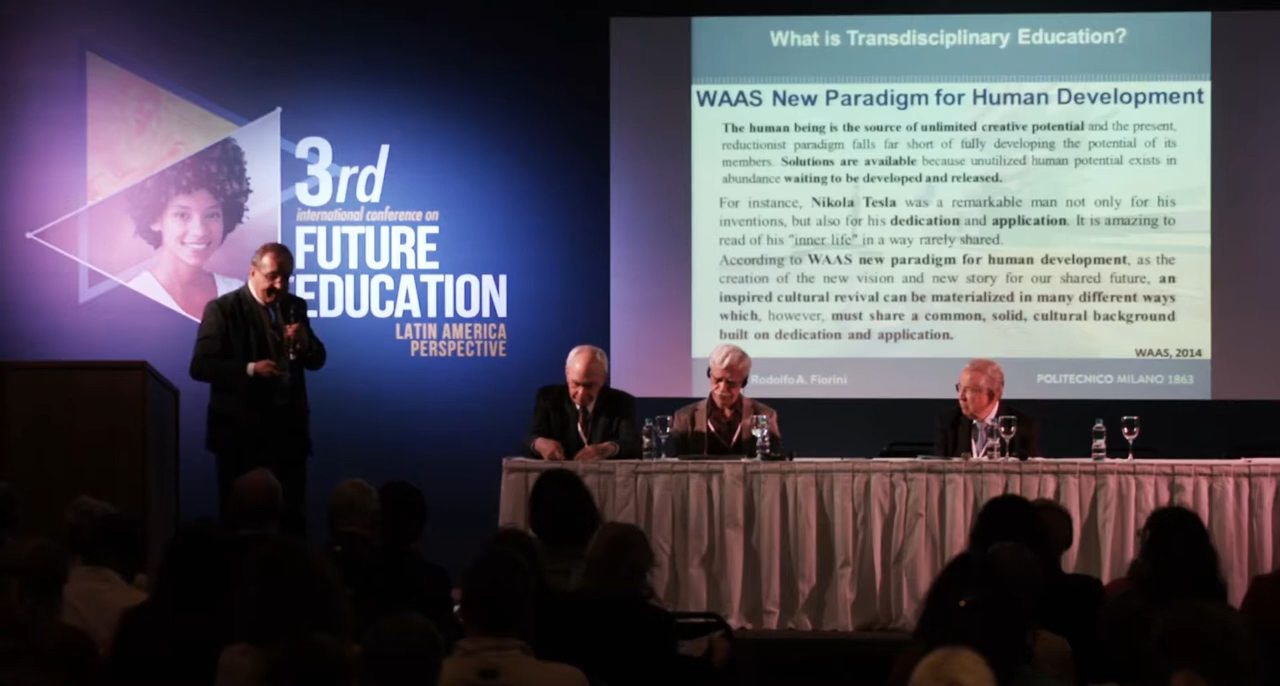 3rd
international conference on
FUTURE
EDUCATION
LATIN AMERICA
PERSPECTIVE
What is Transdisciplinary Education?
WAAS New Paradigm for Human Development
The human being is the source of unlimited creative potential and the present,
reductionist paradigm falls far short of fully developing the potential of its
members. Solutions are available because unutilized human potential exists in
abundance waiting to be developed and released.
For instance, Nikola Tesla was a remarkable man not only for his
inventions, but also for his dedication and application. It is amazing to
read of his "inner life" in a way rarely shared.
According to WAAS new paradigm for human development, as the
creation of the new vision and new story for our shared future, an
inspired cultural revival can be materialized in many different ways
which, however, must share a common, solid, cultural background
built on dedication and application.
WAAS, 2014
Rodolfo A. Fiorini
POLITECNICO MILANO 1863